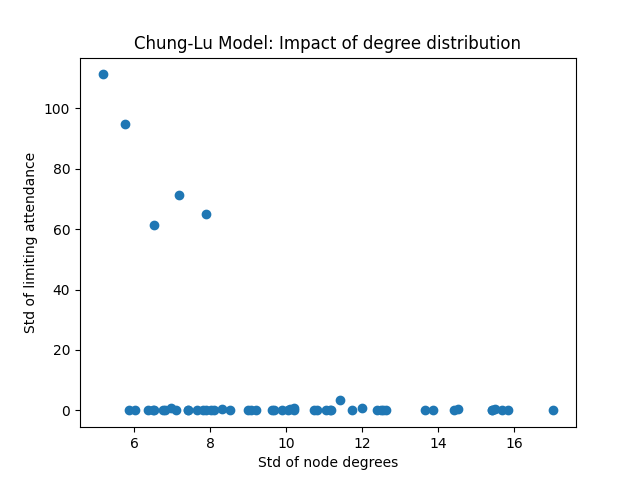 Chung-Lu Model: Impact of degree distribution
100
80
60
40
20
0
Std of limiting attendance
6 8 10 12 14 16
Std of node degrees